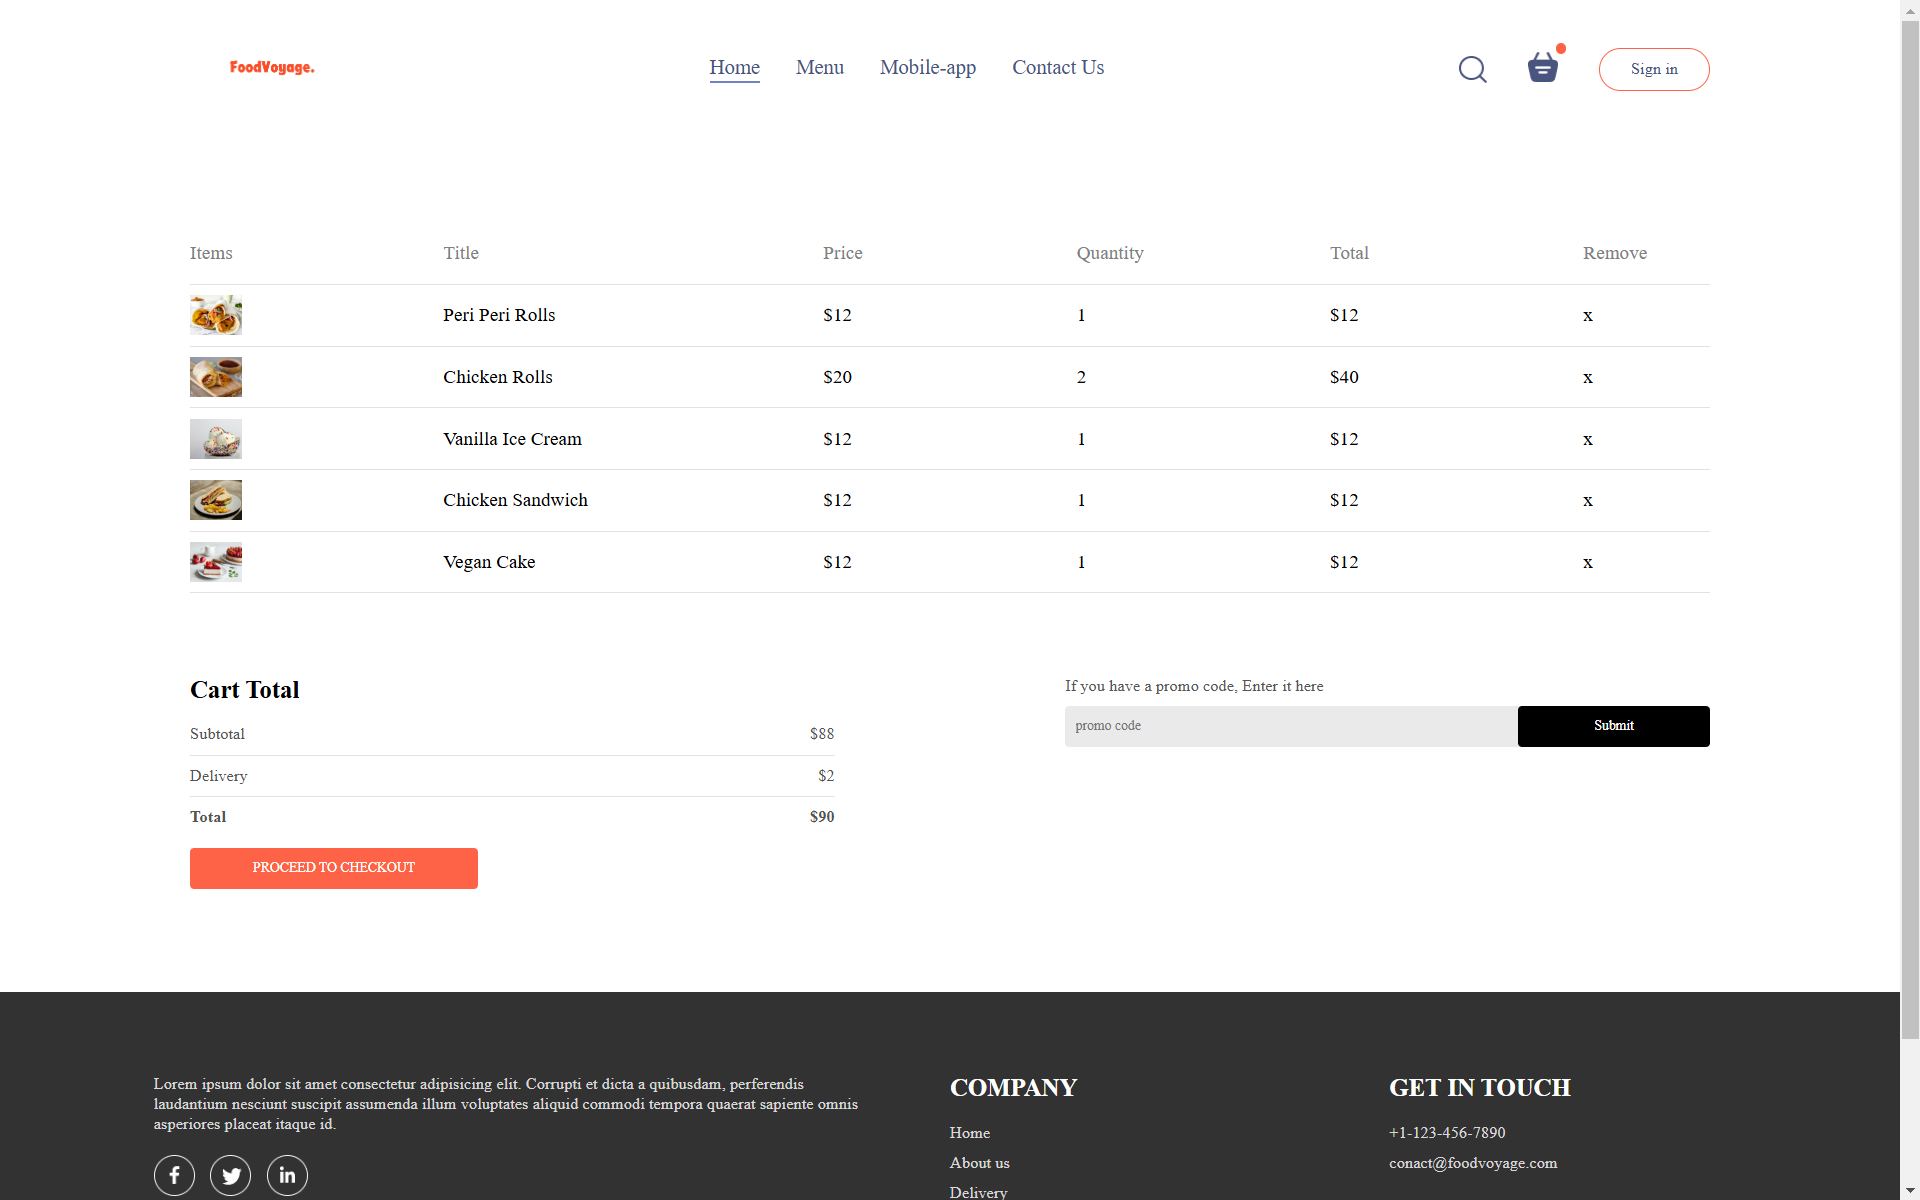 FoodVoyage.
Home Menu Mobile-app Contact Us
Sign in
Items Title Price Quantity Total Remove
Peri Peri Rolls $12 1 $12 x
Chicken Rolls $20 2 $40 x
Vanilla Ice Cream $12 1 $12 x
Chicken Sandwich $12 1 $12 x
Vegan Cake $12 1 $12 x
Cart Total
Subtotal $88
Delivery $2
Total $90
PROCEED TO CHECKOUT
If you have a promo code, Enter it here
promo code Submit
Lorem ipsum dolor sit amet consectetur adipisicing elit. Corrupti et dicta a quibusdam, perferendis
laudantium nesciunt suscipit assumenda illum voluptates aliquid commodi tempora quaerat sapiente omnis
asperiores placeat itaque id.
f in
COMPANY
Home
About us
Delivery
GET IN TOUCH
+1-123-456-7890
conact@foodvoyage.com